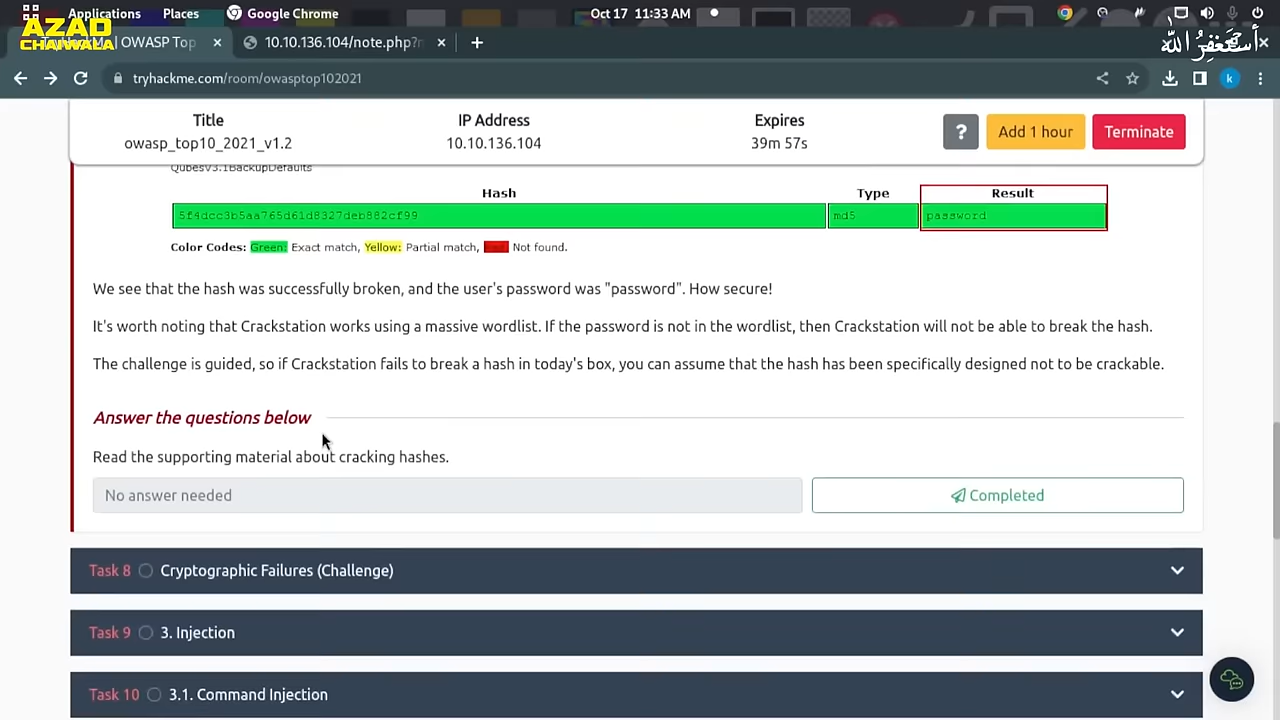 Applications Places Google Chrome Oct 17 11:33 AM
AZAD
CHAIWALA
OWASP Top
10.10.136.104/note.php?n
أستغفر الله
tryhackme.com/room/owasptop102021
k
Title IP Address Expires
owasp_top10_2021_v1.2 10.10.136.104 39m 57s
? Add 1 hour Terminate
QubesV3.1BackupDefaults
Hash Type Result
5f4dcc3b5aa765d61d8327deb882cf99 md5 password
Color Codes: Green: Exact match, Yellow: Partial match, Not found.
We see that the hash was successfully broken, and the user's password was "password". How secure!
It's worth noting that Crackstation works using a massive wordlist. If the password is not in the wordlist, then Crackstation will not be able to break the hash.
The challenge is guided, so if Crackstation fails to break a hash in today's box, you can assume that the hash has been specifically designed not to be crackable.
Answer the questions below
Read the supporting material about cracking hashes.
No answer needed Completed
Task 8 Cryptographic Failures (Challenge)
Task 9 3. Injection
Task 10 3.1. Command Injection